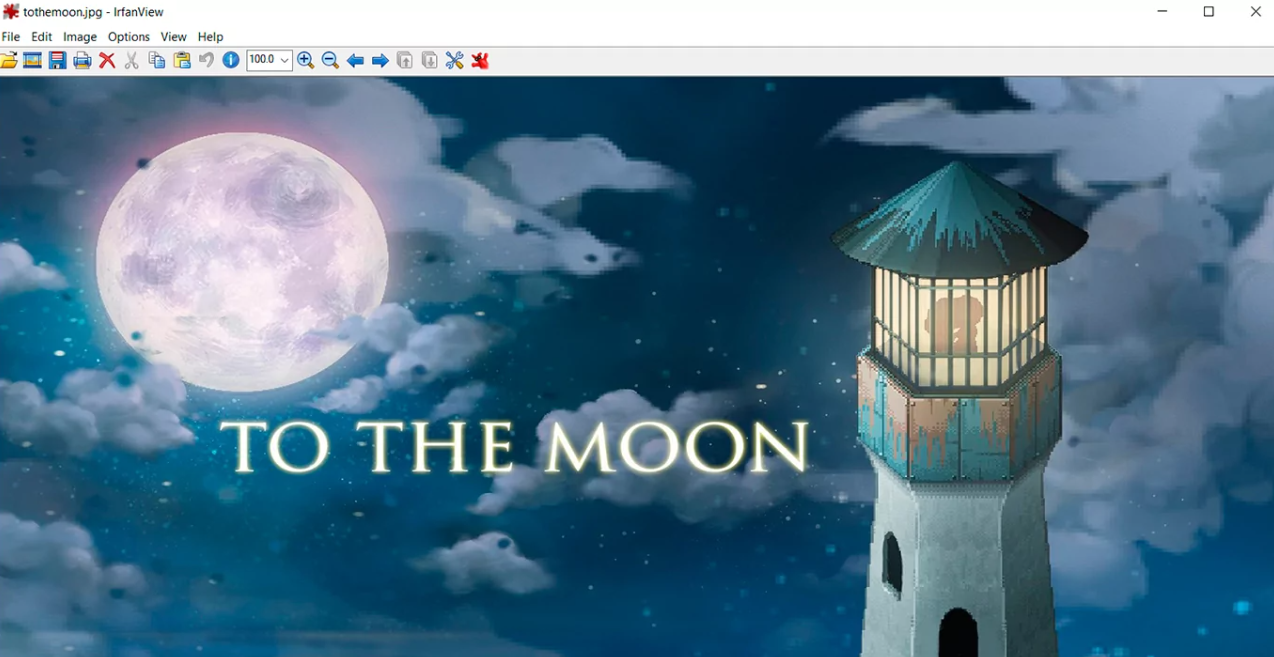 tothemoon.jpg - IrfanView
File Edit Image Options View Help
100.0
TO THE MOON